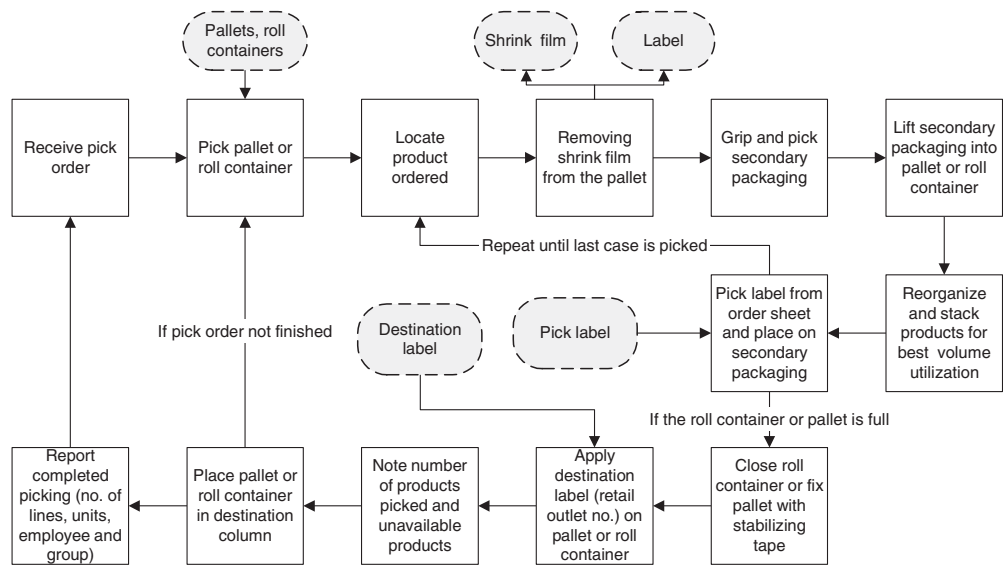 Pallets, roll
containers
Shrink film
Label
Receive pick
order
Pick pallet or
roll container
Locate
product
ordered
Removing
shrink film
from the pallet
Grip and pick
secondary
packaging
Lift secondary
packaging into
pallet or roll
container
Repeat until last case is picked
If pick order not finished
Destination
label
Pick label
Pick label from
order sheet
and place on
secondary
packaging
Reorganize
and stack
products for
best volume
utilization
If the roll container or pallet is full
Report
completed
picking (no. of
lines, units,
employee and
group)
Place pallet or
roll container
in destination
column
Note number
of products
picked and
unavailable
products
Apply
destination
label (retail
outlet no.) on
pallet or roll
container
Close roll
container or fix
pallet with
stabilizing
tape